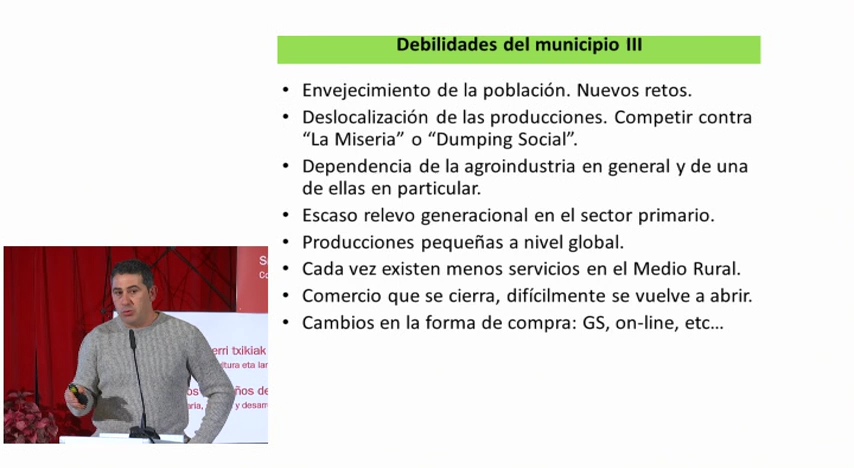 Debilidades del municipio III
• Envejecimiento de la población. Nuevos retos.
• Deslocalización de las producciones. Competir contra
“La Miseria” o “Dumping Social”.
• Dependencia de la agroindustria en general y de una
de ellas en particular.
• Escaso relevo generacional en el sector primario.
• Producciones pequeñas a nivel global.
• Cada vez existen menos servicios en el Medio Rural.
• Comercio que se cierra, difícilmente se vuelve a abrir.
• Cambios en la forma de compra: GS, on-line, etc…
txikiak
eta
de
y